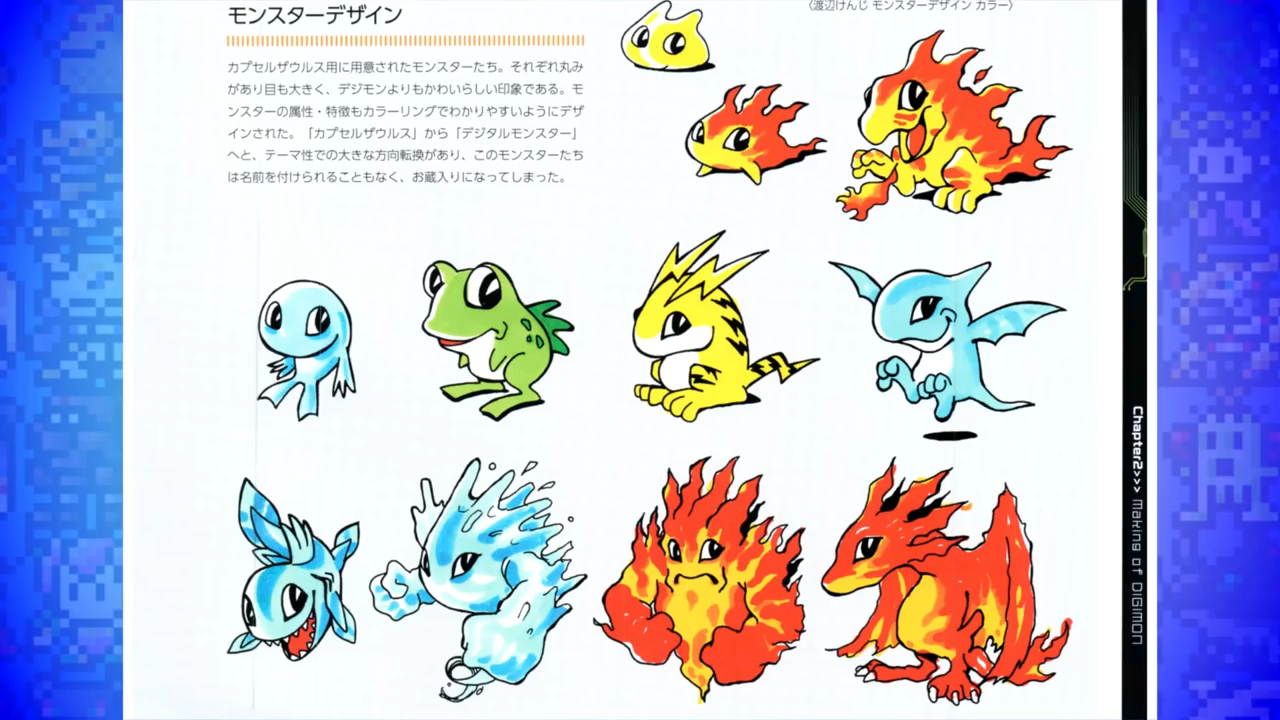 モンスターデザイン
〈渡辺けんじ モンスターデザイン カラー〉
カプセルザウルス用に用意されたモンスターたち。それぞれ丸み
があり目も大きく、デジモンよりもかわいらしい印象である。モ
ンスターの属性・特徴もカラーリングでわかりやすいようにデザ
インされた。「カプセルザウルス」から「デジタルモンスター」
へと、テーマ性での大きな方向転換があり、このモンスターたち
は名前を付けられることもなく、お蔵入りになってしまった。
Chapter2>>> Making of DIGIMON